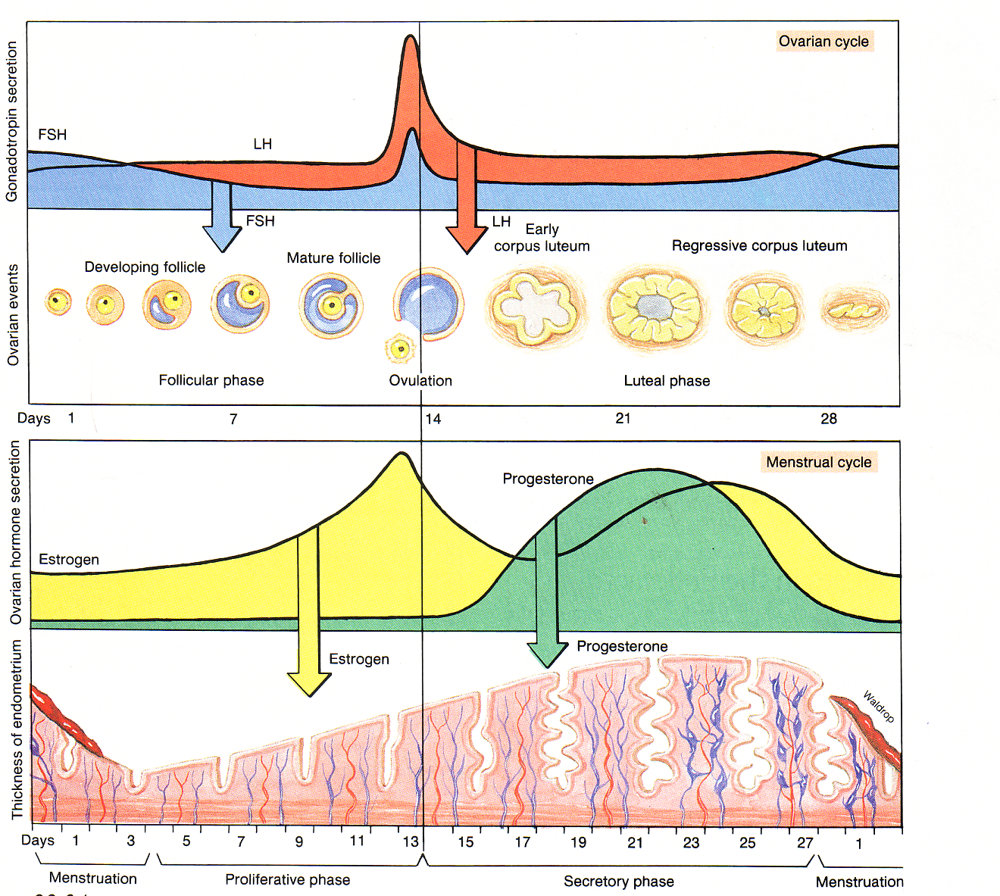 Ovarian cycle
Gonadotropin secretion
FSH
LH
FSH
LH
Early
corpus luteum
Regressive corpus luteum
Mature follicle
Developing follicle
Ovarian events
Follicular phase
Ovulation
Luteal phase
Days 1 7 14 21 28
Menstrual cycle
Ovarian hormone secretion
Progesterone
Estrogen
Progesterone
Estrogen
Thickness of endometrium
Waldrop
Days 1 3 5 7 9 11 13 15 17 19 21 23 25 27 1
Menstruation
Proliferative phase
Secretory phase
Menstruation